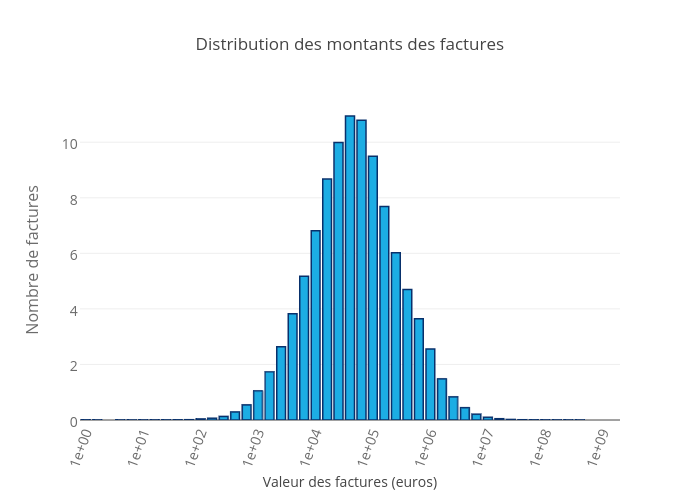 Distribution des montants des factures
Nombre de factures
10
8
6
4
2
0
1e+00
1e+01
1e+02
1e+03
1e+04
1e+05
1e+06
1e+07
1e+08
1e+09
Valeur des factures (euros)